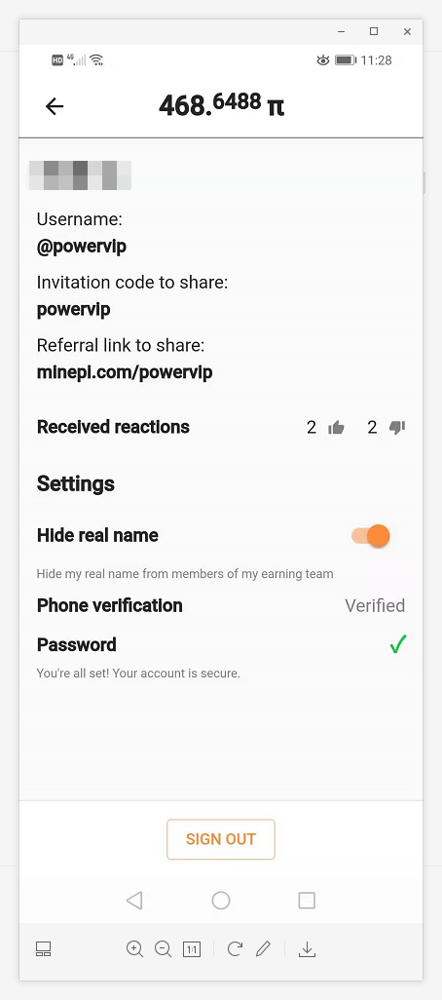 HD 4G 11:28
468.6488 π
Username:
@powervip
Invitation code to share:
powervip
Referral link to share:
minepi.com/powervip
Received reactions 2 2
Settings
Hide real name
Hide my real name from members of my earning team
Phone verification Verified
Password
You're all set! Your account is secure.
SIGN OUT
1:1